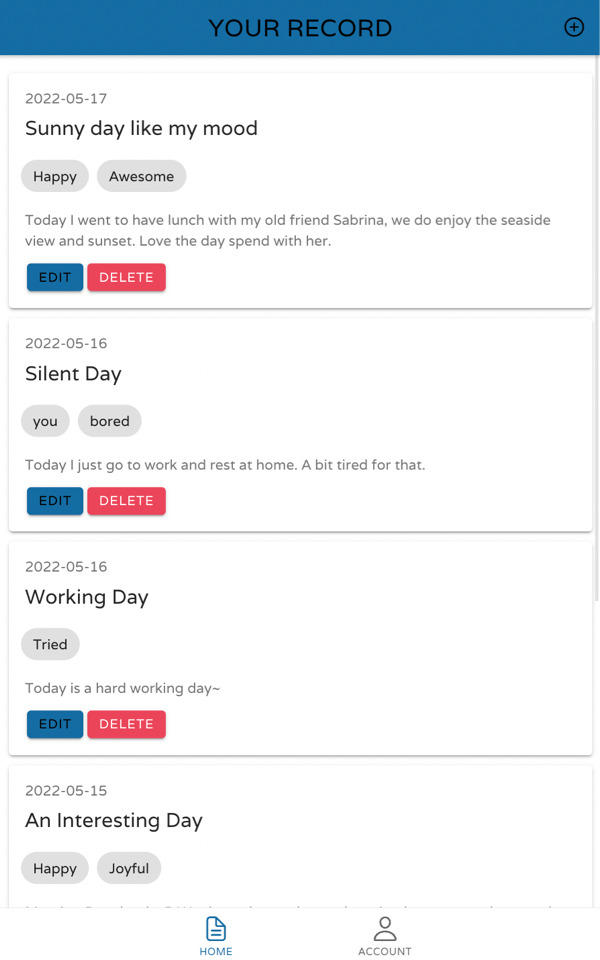 YOUR RECORD
2022-05-17
Sunny day like my mood
Happy Awesome
Today I went to have lunch with my old friend Sabrina, we do enjoy the seaside
view and sunset. Love the day spend with her.
EDIT DELETE
2022-05-16
Silent Day
you bored
Today I just go to work and rest at home. A bit tired for that.
EDIT DELETE
2022-05-16
Working Day
Tried
Today is a hard working day~
EDIT DELETE
2022-05-15
An Interesting Day
Happy Joyful
HOME ACCOUNT